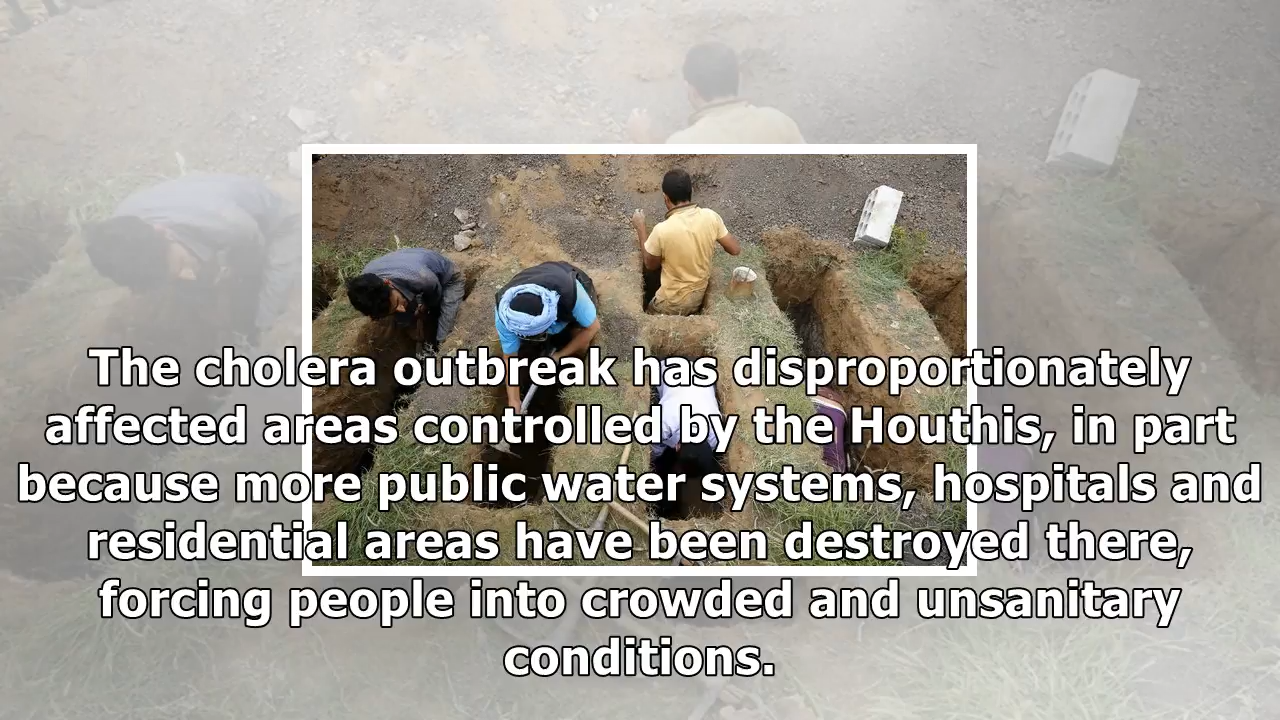 The cholera outbreak has disproportionately
affected areas controlled by the Houthis, in part
because more public water systems, hospitals and
residential areas have been destroyed there,
forcing people into crowded and unsanitary
conditions.